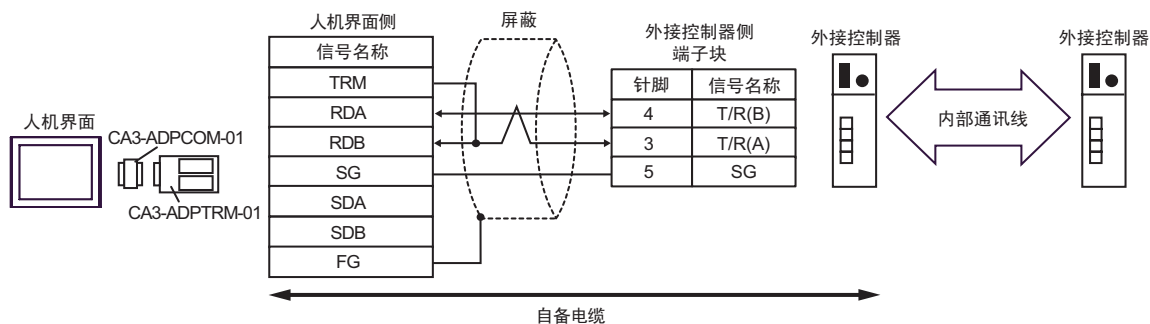 人机界面
CA3-ADPCOM-01
CA3-ADPTRM-01
人机界面侧
信号名称
TRM
RDA
RDB
SG
SDA
SDB
FG
屏蔽
外接控制器侧
端子块
针脚 信号名称
4 T/R(B)
3 T/R(A)
5 SG
外接控制器
内部通讯线
外接控制器
自备电缆